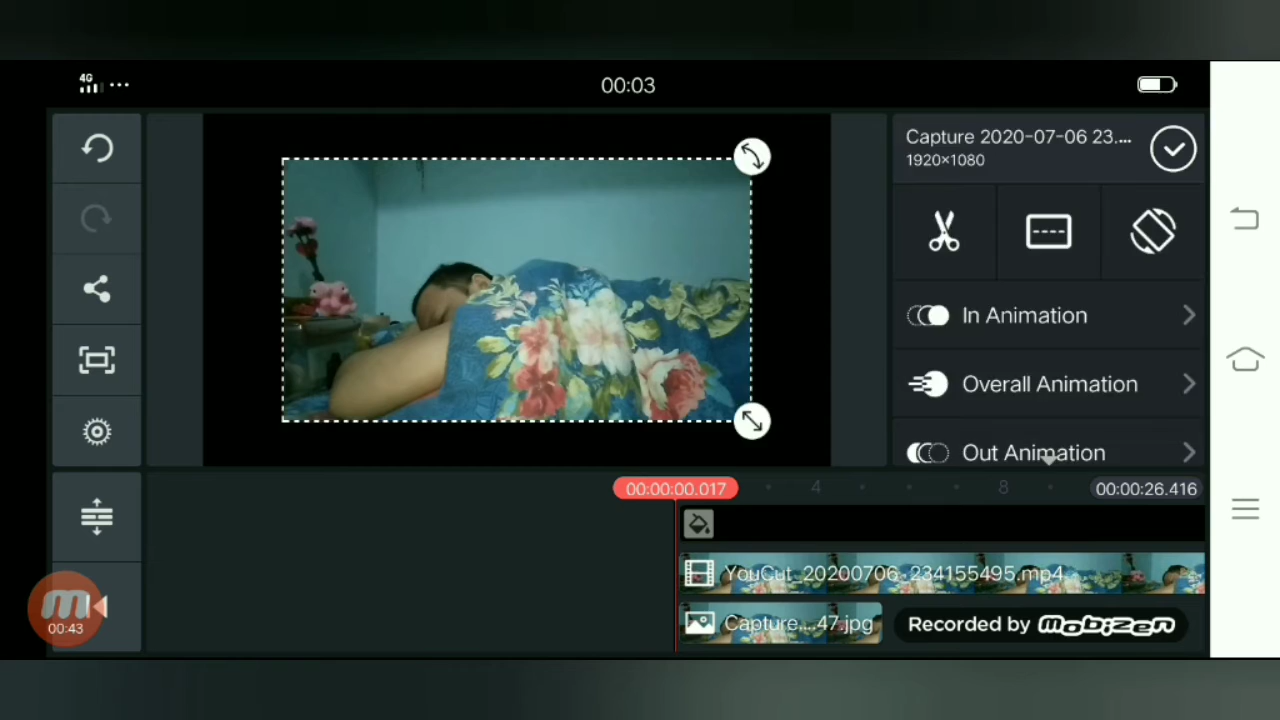 4G
00:03
Capture 2020-07-06 23....
1920×1080
In Animation
Overall Animation
Out Animation
00:00:00.017
4
8
00:00:26.416
YouCut_20200706_234155495.mp4
Capture....47.jpg
Recorded by mobizen
00:43